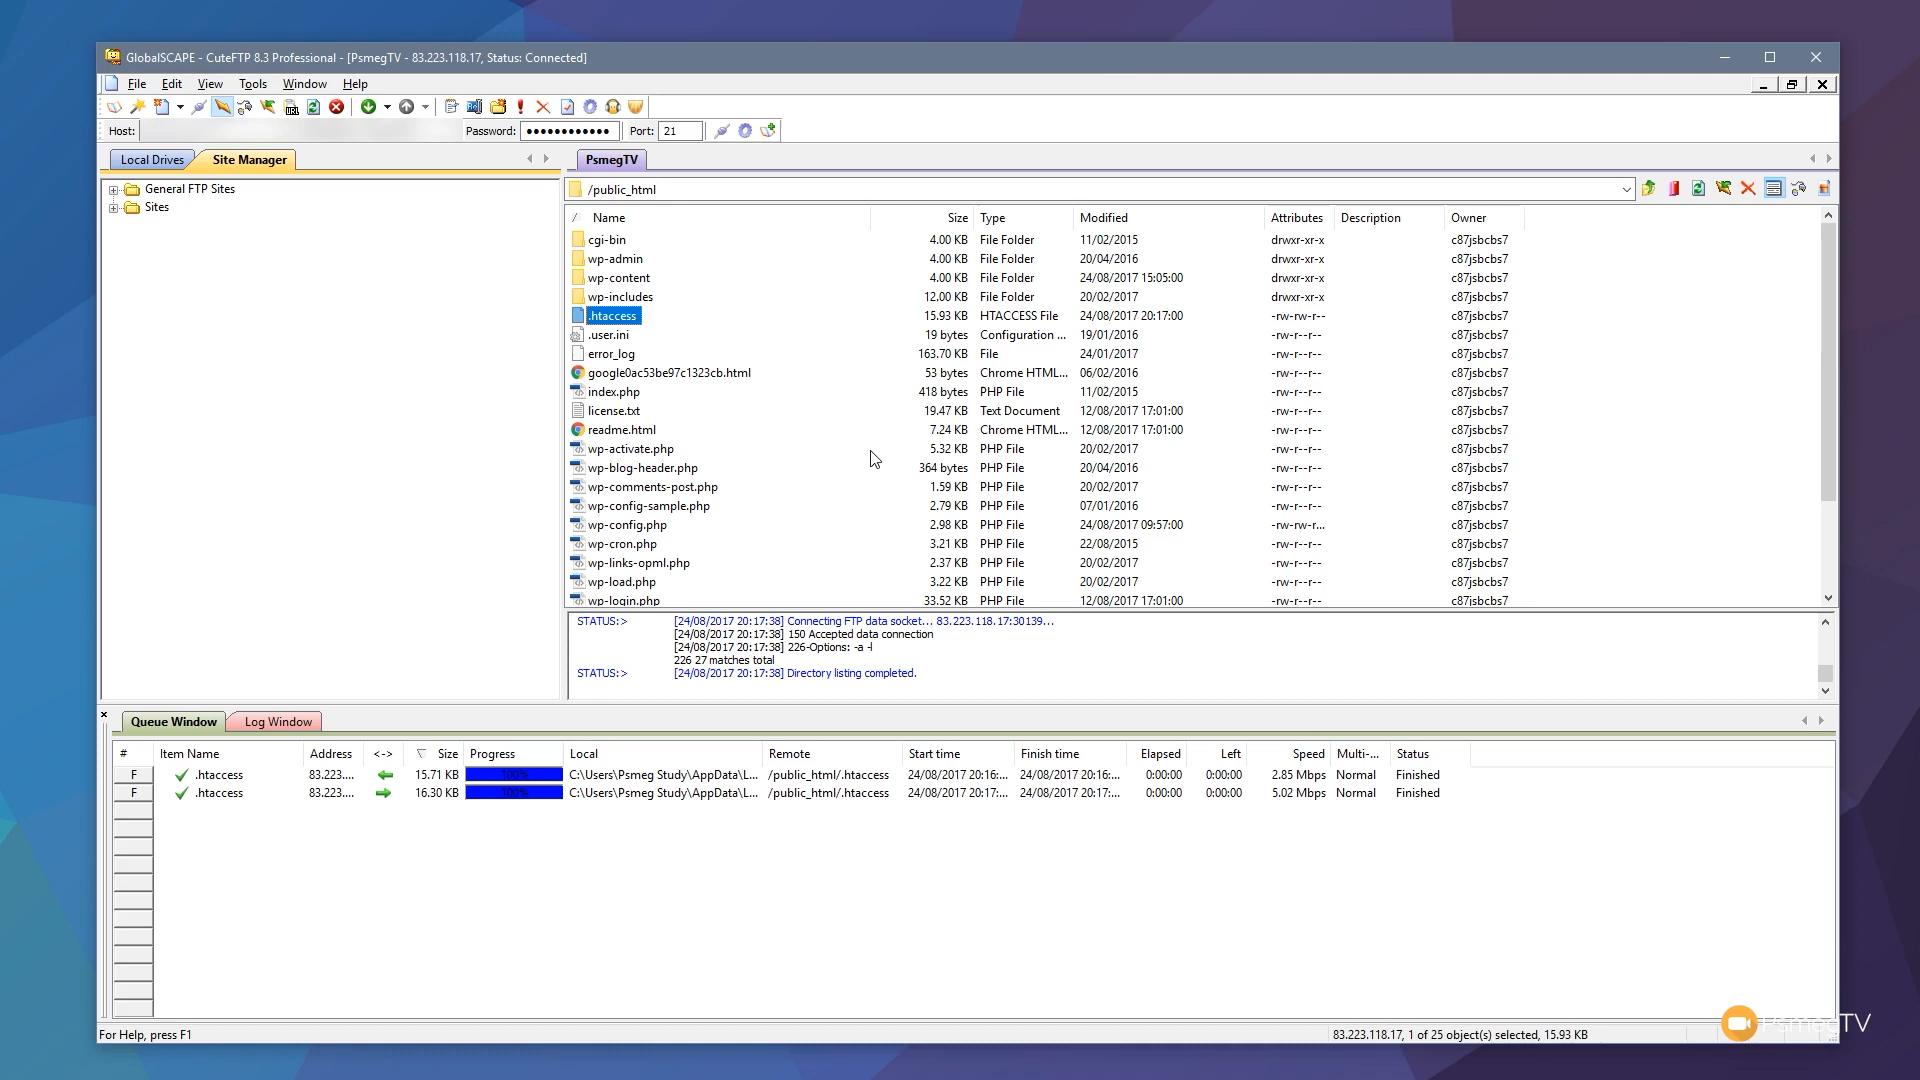 GlobalSCAPE - CuteFTP 8.3 Professional - [PsmegTV - 83.223.118.17, Status: Connected]
File Edit View Tools Window Help
Host: Password: ●●●●●●●●●●●● Port: 21
Local Drives Site Manager PsmegTV
General FTP Sites
Sites
/public_html
/ Name Size Type Modified Attributes Description Owner
cgi-bin 4.00 KB File Folder 11/02/2015 drwxr-xr-x c87jsbcbs7
wp-admin 4.00 KB File Folder 20/04/2016 drwxr-xr-x c87jsbcbs7
wp-content 4.00 KB File Folder 24/08/2017 15:05:00 drwxr-xr-x c87jsbcbs7
wp-includes 12.00 KB File Folder 20/02/2017 drwxr-xr-x c87jsbcbs7
.htaccess 15.93 KB HTACCESS File 24/08/2017 20:17:00 -rw-rw-r-- c87jsbcbs7
.user.ini 19 bytes Configuration ... 19/01/2016 -rw-r--r-- c87jsbcbs7
error_log 163.70 KB File 24/01/2017 -rw-r--r-- c87jsbcbs7
google0ac53be97c1323cb.html 53 bytes Chrome HTML... 06/02/2016 -rw-r--r-- c87jsbcbs7
index.php 418 bytes PHP File 11/02/2015 -rw-r--r-- c87jsbcbs7
license.txt 19.47 KB Text Document 12/08/2017 17:01:00 -rw-r--r-- c87jsbcbs7
readme.html 7.24 KB Chrome HTML... 12/08/2017 17:01:00 -rw-r--r-- c87jsbcbs7
wp-activate.php 5.32 KB PHP File 20/02/2017 -rw-r--r-- c87jsbcbs7
wp-blog-header.php 364 bytes PHP File 20/04/2016 -rw-r--r-- c87jsbcbs7
wp-comments-post.php 1.59 KB PHP File 20/02/2017 -rw-r--r-- c87jsbcbs7
wp-config-sample.php 2.79 KB PHP File 07/01/2016 -rw-r--r-- c87jsbcbs7
wp-config.php 2.98 KB PHP File 24/08/2017 09:57:00 -rw-rw-r... c87jsbcbs7
wp-cron.php 3.21 KB PHP File 22/08/2015 -rw-r--r-- c87jsbcbs7
wp-links-opml.php 2.37 KB PHP File 20/02/2017 -rw-r--r-- c87jsbcbs7
wp-load.php 3.22 KB PHP File 20/02/2017 -rw-r--r-- c87jsbcbs7
wp-login.php 33.52 KB PHP File 12/08/2017 17:01:00 -rw-r--r-- c87jsbcbs7
STATUS:> [24/08/2017 20:17:38] Connecting FTP data socket... 83.223.118.17:30139...
[24/08/2017 20:17:38] 150 Accepted data connection
[24/08/2017 20:17:38] 226-Options: -a -l
226 27 matches total
STATUS:> [24/08/2017 20:17:38] Directory listing completed.
Queue Window Log Window
# Item Name Address <-> Size Progress Local Remote Start time Finish time Elapsed Left Speed Multi-... Status
F .htaccess 83.223.... 15.71 KB 100% C:\Users\Psmeg Study\AppData\L... /public_html/.htaccess 24/08/2017 20:16:... 24/08/2017 20:16:... 0:00:00 0:00:00 2.85 Mbps Normal Finished
F .htaccess 83.223.... 16.30 KB 100% C:\Users\Psmeg Study\AppData\L... /public_html/.htaccess 24/08/2017 20:17:... 24/08/2017 20:17:... 0:00:00 0:00:00 5.02 Mbps Normal Finished
For Help, press F1
83.223.118.17, 1 of 25 object(s) selected, 15.93 KB
PsmegTV